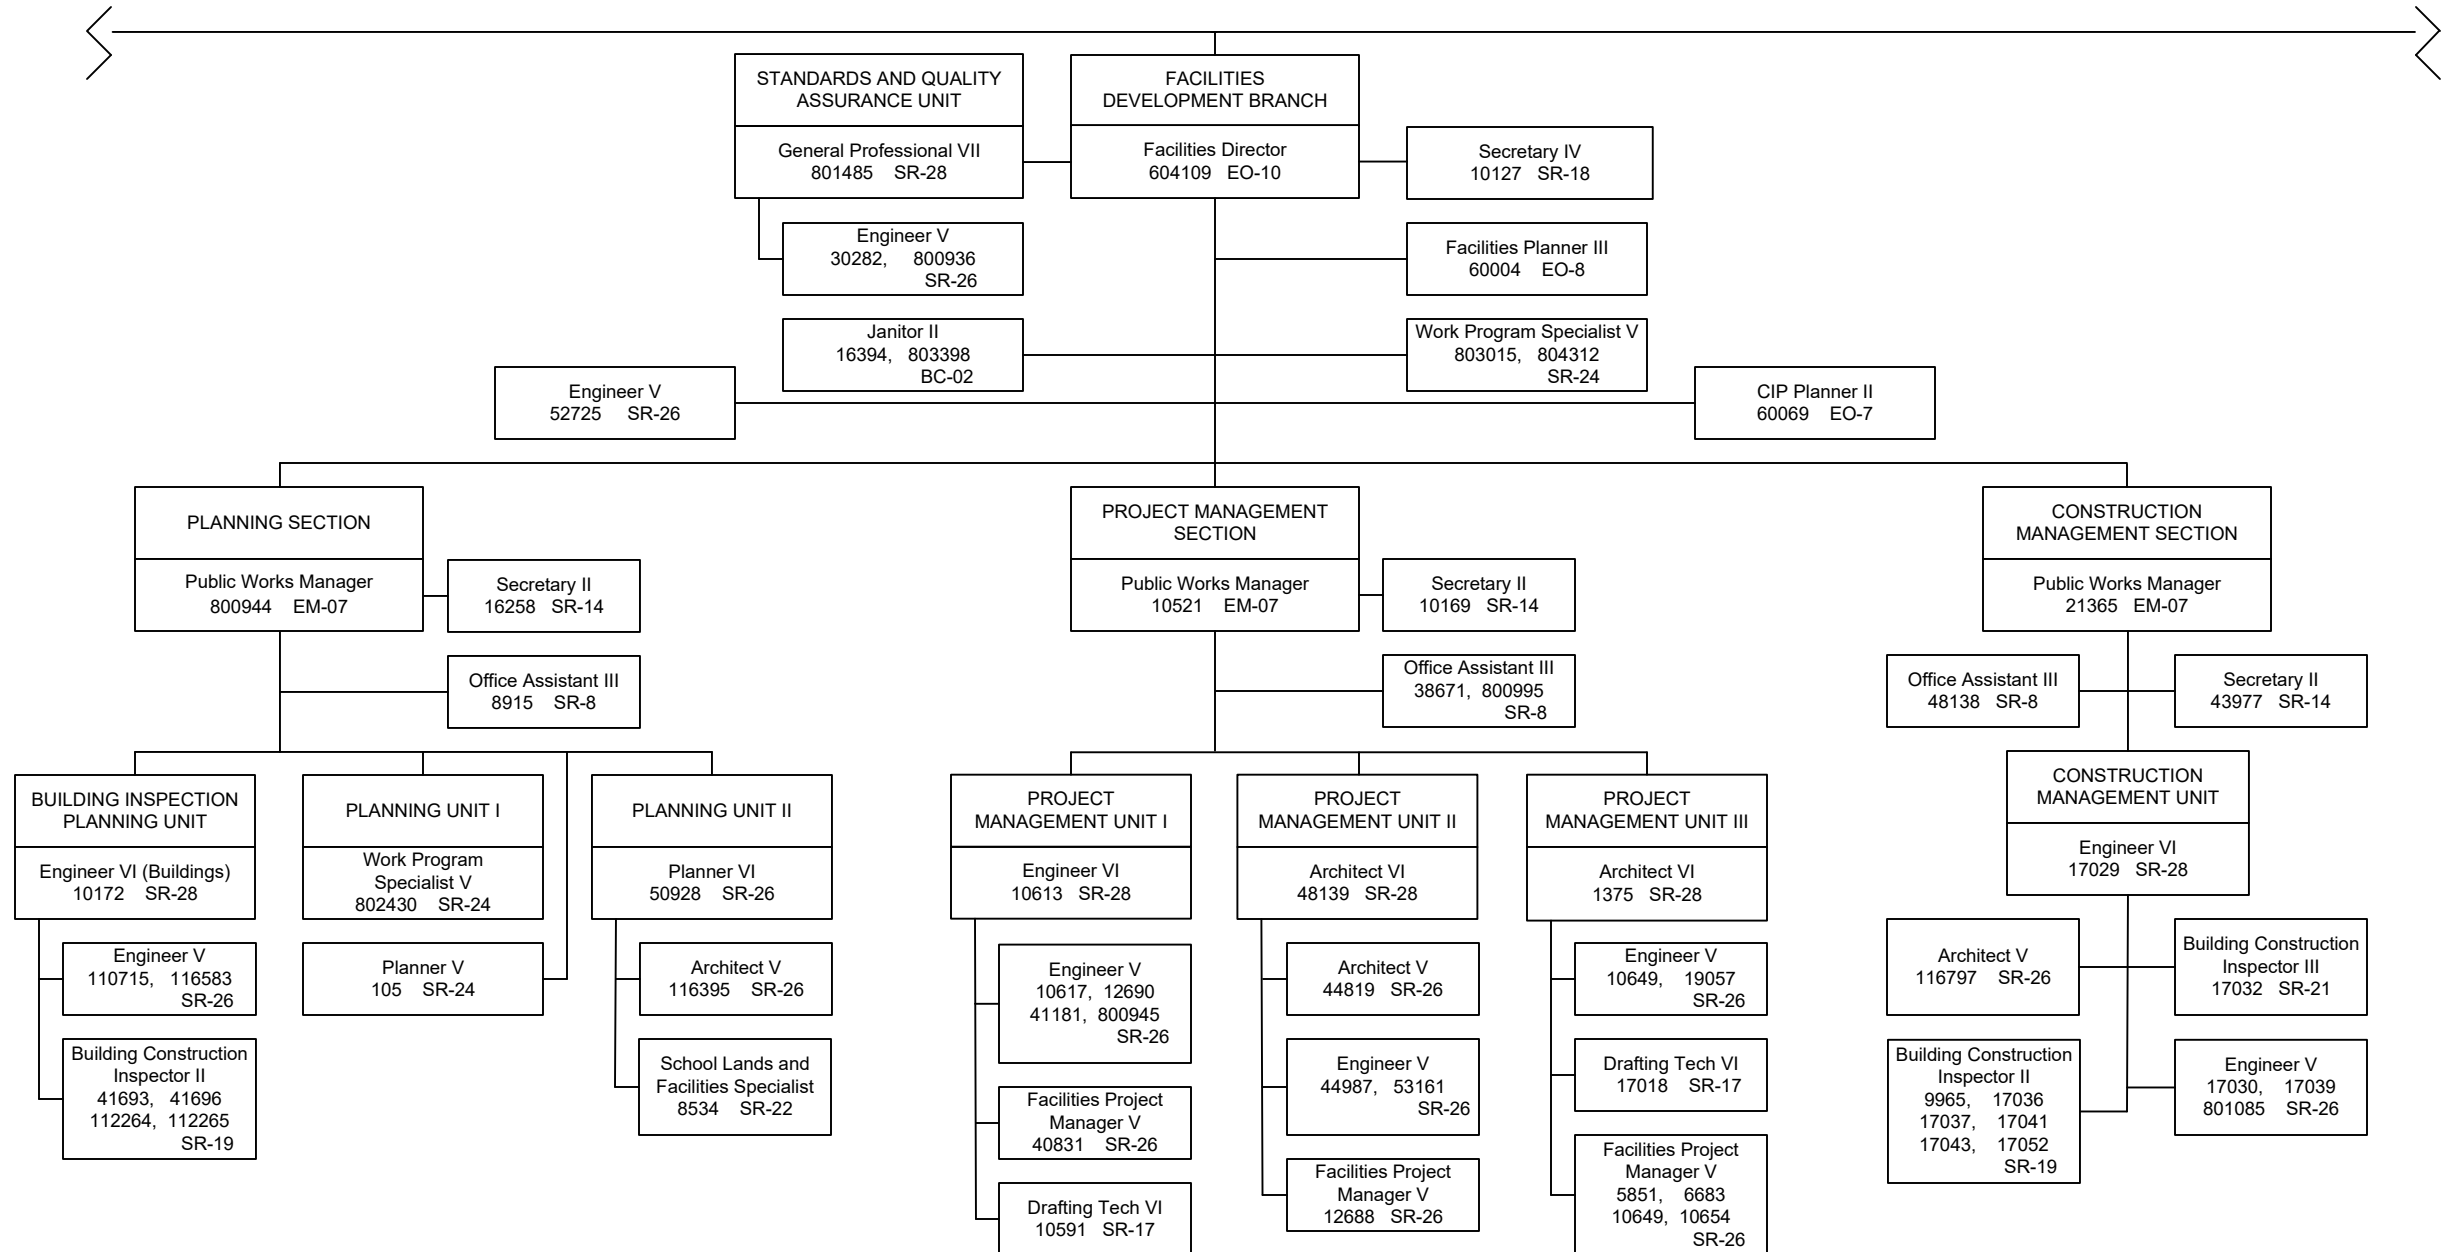 STANDARDS AND QUALITY
ASSURANCE UNIT
General Professional VII
801485 SR-28
FACILITIES
DEVELOPMENT BRANCH
Facilities Director
604109 EO-10
Secretary IV
10127 SR-18
Engineer V
30282, 800936
SR-26
Facilities Planner III
60004 EO-8
Janitor II
16394, 803398
BC-02
Work Program Specialist V
803015, 804312
SR-24
Engineer V
52725 SR-26
CIP Planner II
60069 EO-7
PLANNING SECTION
Public Works Manager
800944 EM-07
Secretary II
16258 SR-14
Office Assistant III
8915 SR-8
PROJECT MANAGEMENT
SECTION
Public Works Manager
10521 EM-07
Secretary II
10169 SR-14
Office Assistant III
38671, 800995
SR-8
CONSTRUCTION
MANAGEMENT SECTION
Public Works Manager
21365 EM-07
Office Assistant III
48138 SR-8
Secretary II
43977 SR-14
BUILDING INSPECTION
PLANNING UNIT
Engineer VI (Buildings)
10172 SR-28
Engineer V
110715, 116583
SR-26
Building Construction
Inspector II
41693, 41696
112264, 112265
SR-19
PLANNING UNIT I
Work Program
Specialist V
802430 SR-24
Planner V
105 SR-24
PLANNING UNIT II
Planner VI
50928 SR-26
Architect V
116395 SR-26
School Lands and
Facilities Specialist
8534 SR-22
PROJECT
MANAGEMENT UNIT I
Engineer VI
10613 SR-28
Engineer V
10617, 12690
41181, 800945
SR-26
Facilities Project
Manager V
40831 SR-26
Drafting Tech VI
10591 SR-17
PROJECT
MANAGEMENT UNIT II
Architect VI
48139 SR-28
Architect V
44819 SR-26
Engineer V
44987, 53161
SR-26
Facilities Project
Manager V
12688 SR-26
PROJECT
MANAGEMENT UNIT III
Architect VI
1375 SR-28
Engineer V
10649, 19057
SR-26
Drafting Tech VI
17018 SR-17
Facilities Project
Manager V
5851, 6683
10649, 10654
SR-26
CONSTRUCTION
MANAGEMENT UNIT
Engineer VI
17029 SR-28
Architect V
116797 SR-26
Building Construction
Inspector III
17032 SR-21
Building Construction
Inspector II
9965, 17036
17037, 17041
17043, 17052
SR-19
Engineer V
17030, 17039
801085 SR-26